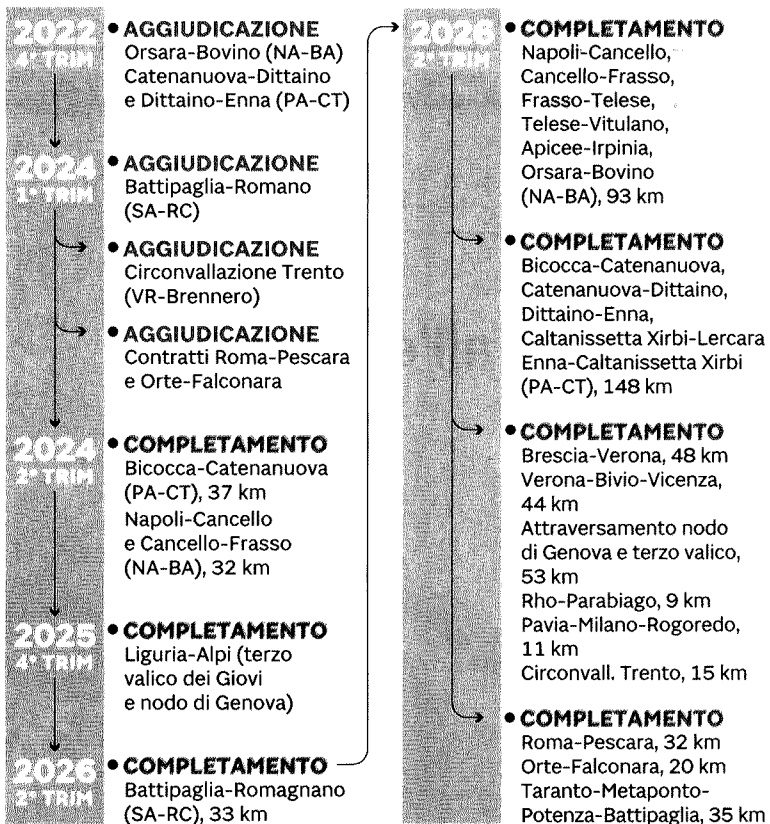 2022
4° TRIM
• AGGIUDICAZIONE
Orsara-Bovino (NA-BA)
Catenanuova-Dittaino
e Dittaino-Enna (PA-CT)
2024
1° TRIM
• AGGIUDICAZIONE
Battipaglia-Romano
(SA-RC)
• AGGIUDICAZIONE
Circonvallazione Trento
(VR-Brennero)
• AGGIUDICAZIONE
Contratti Roma-Pescara
e Orte-Falconara
2024
2° TRIM
• COMPLETAMENTO
Bicocca-Catenanuova
(PA-CT), 37 km
Napoli-Cancello
e Cancello-Frasso
(NA-BA), 32 km
2025
4° TRIM
• COMPLETAMENTO
Liguria-Alpi (terzo
valico dei Giovi
e nodo di Genova)
2026
2° TRIM
• COMPLETAMENTO
Battipaglia-Romagnano
(SA-RC), 33 km
2026
2° TRIM
• COMPLETAMENTO
Napoli-Cancello,
Cancello-Frasso,
Frasso-Telese,
Telese-Vitulano,
Apicee-Irpinia,
Orsara-Bovino
(NA-BA), 93 km
• COMPLETAMENTO
Bicocca-Catenanuova,
Catenanuova-Dittaino,
Dittaino-Enna,
Caltanissetta Xirbi-Lercara
Enna-Caltanissetta Xirbi
(PA-CT), 148 km
• COMPLETAMENTO
Brescia-Verona, 48 km
Verona-Bivio-Vicenza,
44 km
Attraversamento nodo
di Genova e terzo valico,
53 km
Rho-Parabiago, 9 km
Pavia-Milano-Rogoredo,
11 km
Circonvall. Trento, 15 km
• COMPLETAMENTO
Roma-Pescara, 32 km
Orte-Falconara, 20 km
Taranto-Metaponto-
Potenza-Battipaglia, 35 km